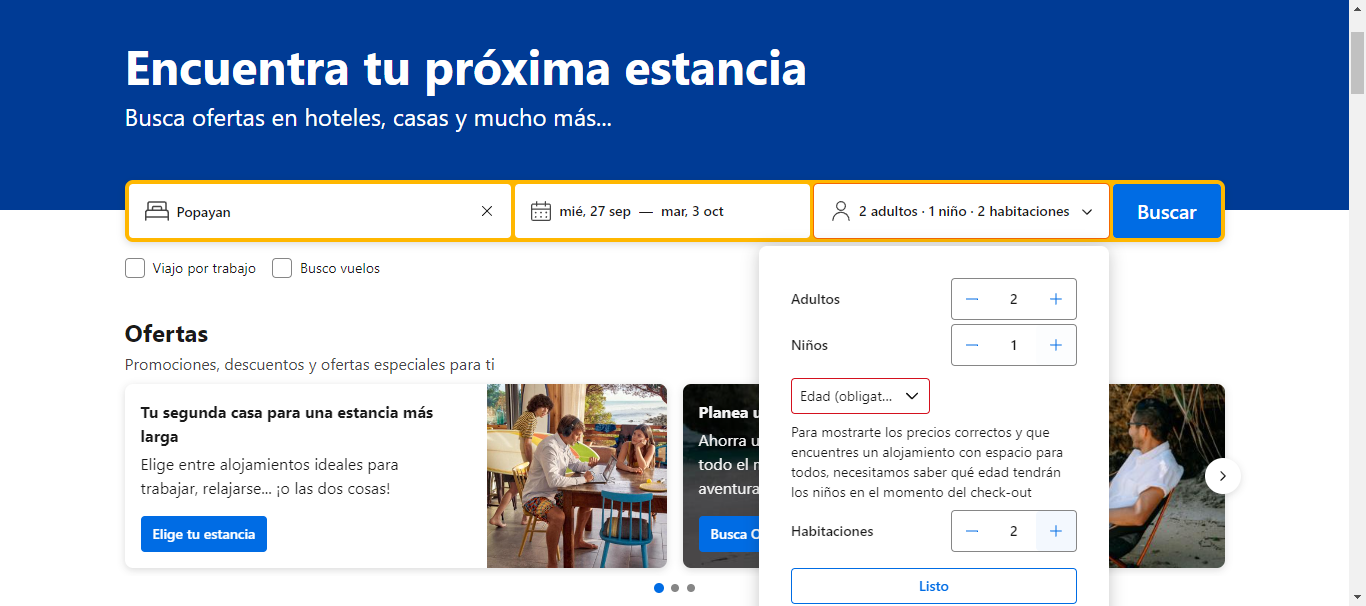 Encuentra tu próxima estancia
Busca ofertas en hoteles, casas y mucho más...
Popayan
mié, 27 sep — mar, 3 oct
2 adultos · 1 niño · 2 habitaciones
Buscar
Viajo por trabajo
Busco vuelos
Adultos
2
Niños
1
Edad (obligat...
Para mostrarte los precios correctos y que
encuentres un alojamiento con espacio para
todos, necesitamos saber qué edad tendrán
los niños en el momento del check-out
Habitaciones
2
Listo
Ofertas
Promociones, descuentos y ofertas especiales para ti
Tu segunda casa para una estancia más
larga
Elige entre alojamientos ideales para
trabajar, relajarse... ¡o las dos cosas!
Elige tu estancia
Planea
Ahorra
todo el
aventura
Busca